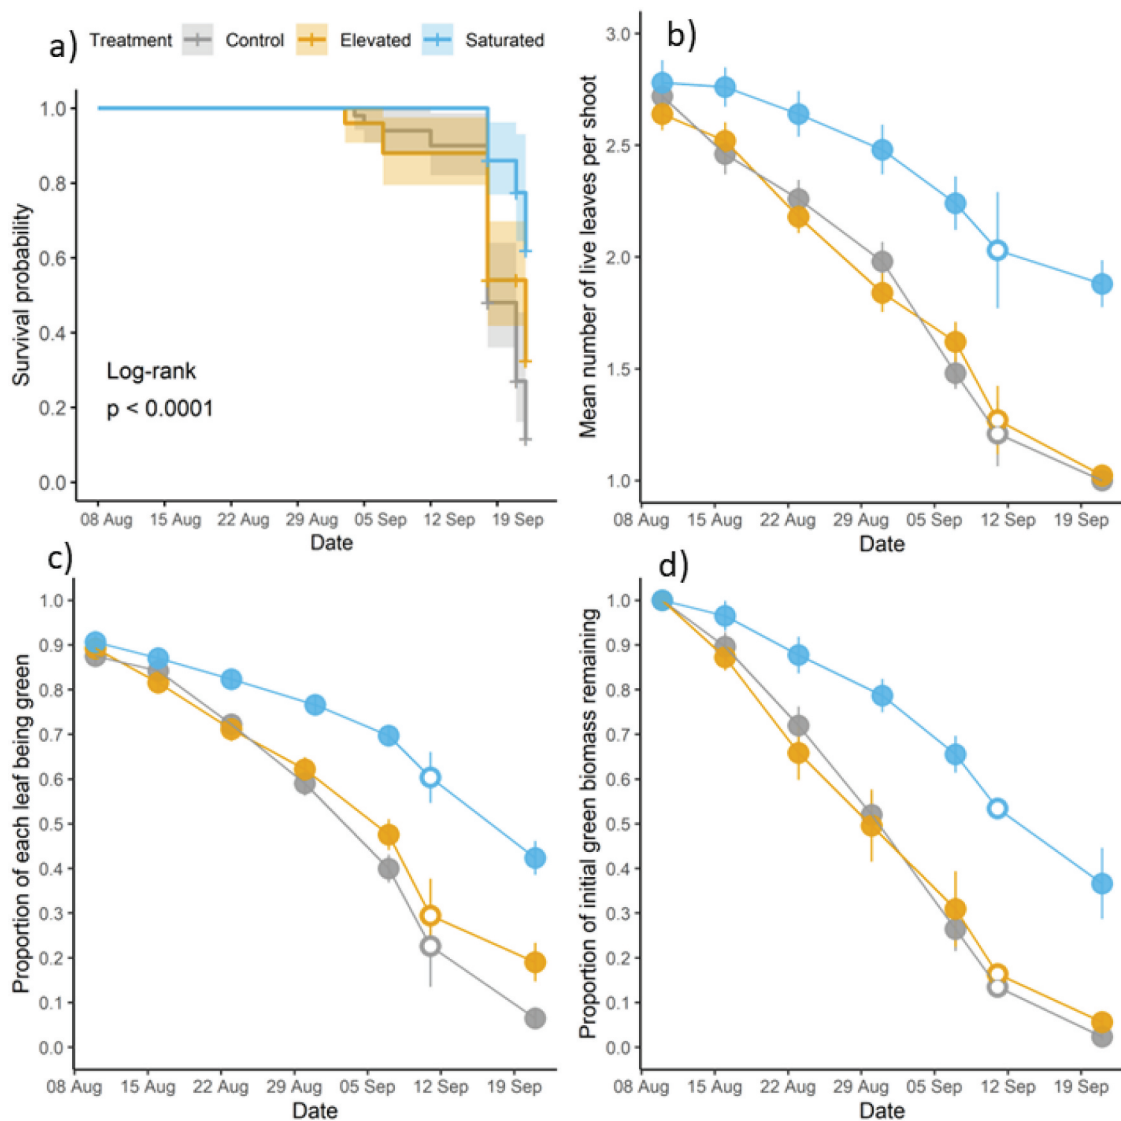 a)
Treatment Control Elevated Saturated
Survival probability
1.0
0.8
0.6
0.4
0.2
0.0
Log-rank
p < 0.0001
08 Aug 15 Aug 22 Aug 29 Aug 05 Sep 12 Sep 19 Sep
Date
b)
Mean number of live leaves per shoot
3.0
2.5
2.0
1.5
1.0
08 Aug 15 Aug 22 Aug 29 Aug 05 Sep 12 Sep 19 Sep
Date
c)
Proportion of each leaf being green
1.0
0.9
0.8
0.7
0.6
0.5
0.4
0.3
0.2
0.1
0.0
08 Aug 15 Aug 22 Aug 29 Aug 05 Sep 12 Sep 19 Sep
Date
d)
Proportion of initial green biomass remaining
1.0
0.9
0.8
0.7
0.6
0.5
0.4
0.3
0.2
0.1
0.0
08 Aug 15 Aug 22 Aug 29 Aug 05 Sep 12 Sep 19 Sep
Date